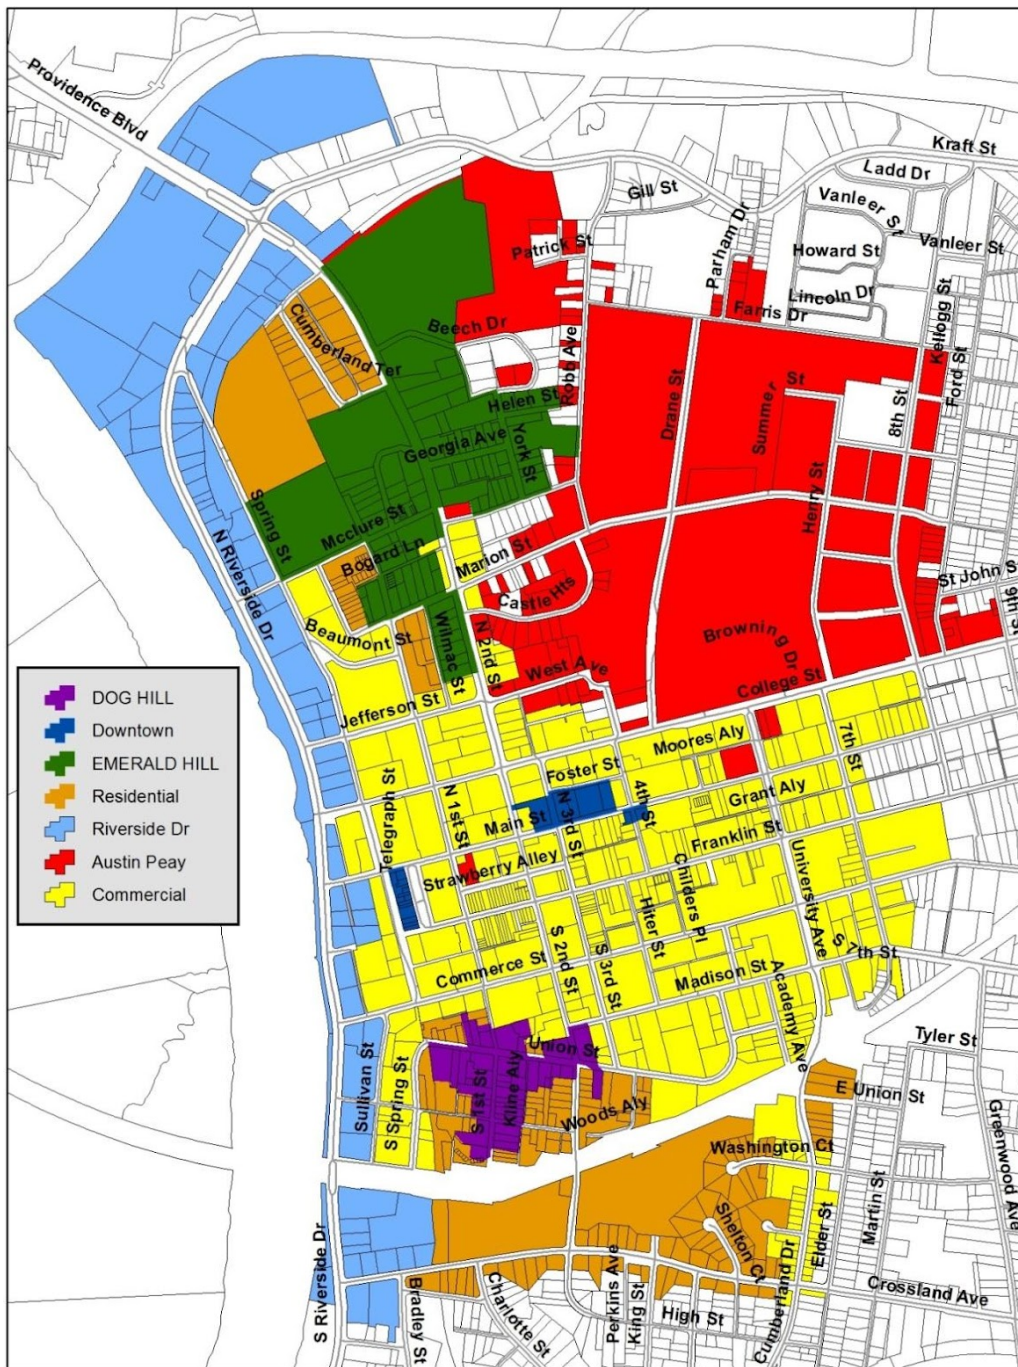 Providence Blvd
Kraft St
Ladd Dr
Gill St
Vanleer St
Parham Dr
Patrick St
Howard St
Vanleer St
Lincoln Dr
Farris Dr
Kellogg St
Cumberland Ter
Beech Dr
Robb Ave
Ford St
Drane St
Summer St
8th St
Helen St
Georgia Ave
York St
Henry St
Spring St
Mcclure St
N Riverside Dr
Bogard Ln
Marion St
St John S
9th St
Castle Hts
Beaumont St
Wilmac St
N 2nd St
Browning Dr
West Ave
College St
Jefferson St
DOG HILL
Downtown
EMERALD HILL
Residential
Riverside Dr
Austin Peay
Commercial
Moores Aly
7th St
Foster St
Telegraph St
N 1st St
Main St
N 3rd St
4th St
Grant Aly
Franklin St
Strawberry Alley
Childers Pl
University Ave
Hiter St
S 2nd St
S 3rd St
S 7th St
Commerce St
Madison St
Academy Ave
Tyler St
Union St
Sullivan St
S Spring St
S 1st St
Kline Aly
Woods Aly
E Union St
Greenwood Ave
Washington Ct
Martin St
Elder St
Shelton Ct
S Riverside Dr
Cumberland Dr
Crossland Ave
Bradley St
Charlotte St
Perkins Ave
King St
High St